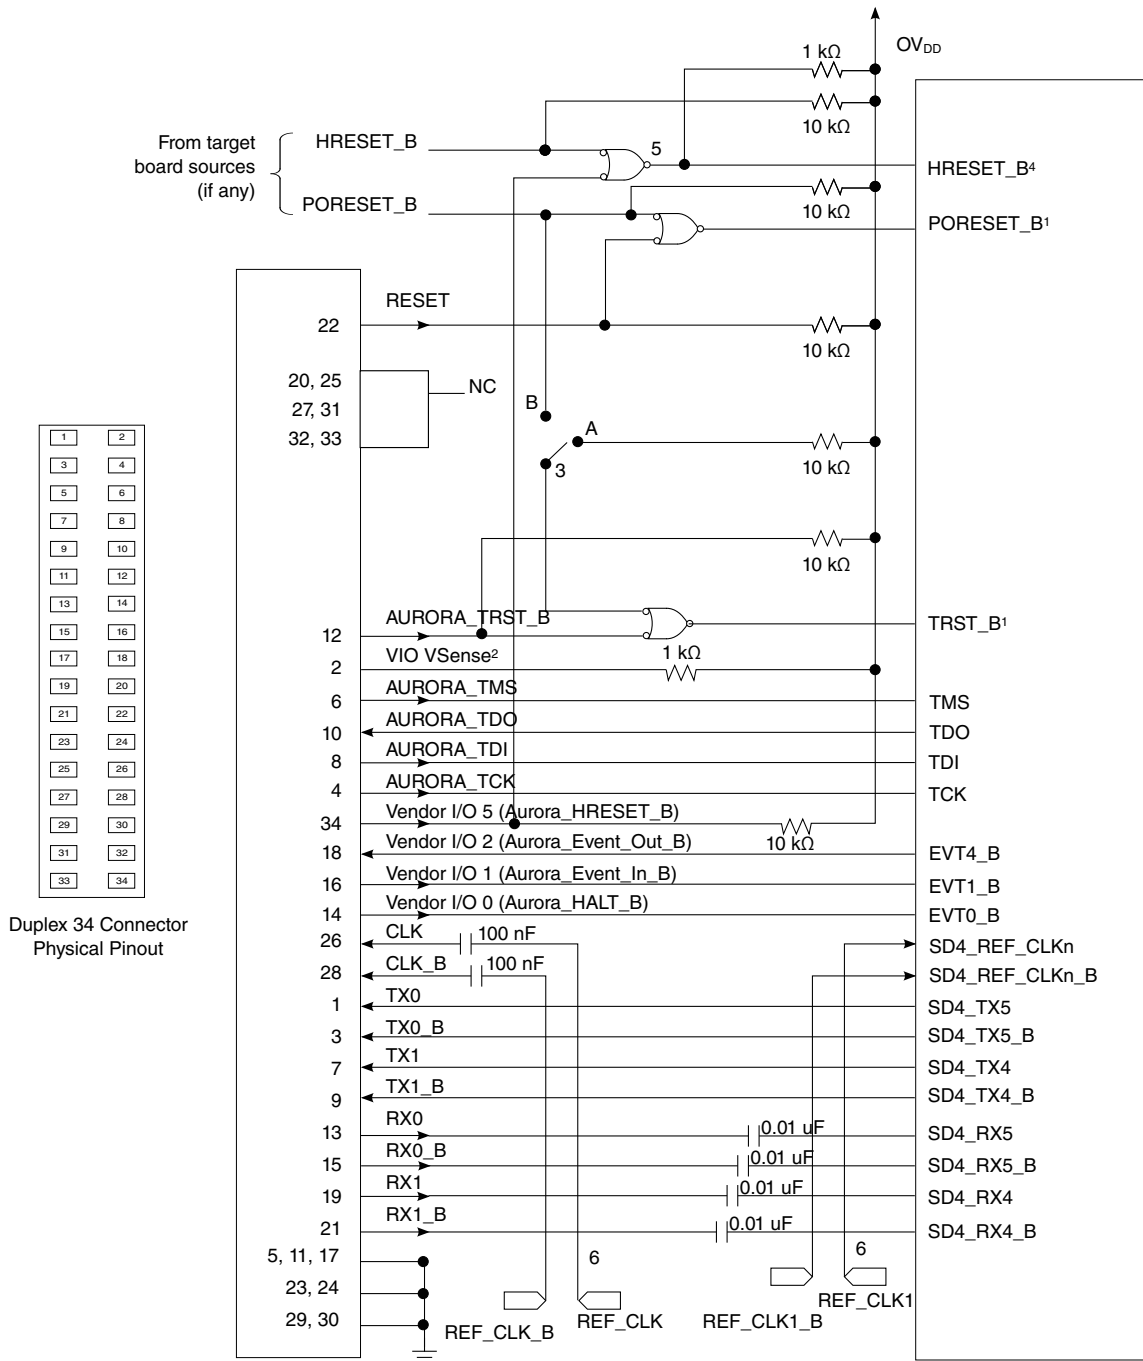 OVDD
1 kΩ
10 kΩ
From target
board sources
(if any)
HRESET_B
5
HRESET_B4
PORESET_B
10 kΩ
PORESET_B1
RESET
22
10 kΩ
20, 25
27, 31
32, 33
NC
B
A
3
10 kΩ
10 kΩ
1 2
3 4
5 6
7 8
9 10
11 12
13 14
15 16
17 18
19 20
21 22
23 24
25 26
27 28
29 30
31 32
33 34
Duplex 34 Connector
Physical Pinout
12 AURORA_TRST_B TRST_B1
2 VIO VSense2 1 kΩ
6 AURORA_TMS TMS
10 AURORA_TDO TDO
8 AURORA_TDI TDI
4 AURORA_TCK TCK
34 Vendor I/O 5 (Aurora_HRESET_B) 10 kΩ
18 Vendor I/O 2 (Aurora_Event_Out_B) EVT4_B
16 Vendor I/O 1 (Aurora_Event_In_B) EVT1_B
14 Vendor I/O 0 (Aurora_HALT_B) EVT0_B
26 CLK 100 nF SD4_REF_CLKn
28 CLK_B 100 nF SD4_REF_CLKn_B
1 TX0 SD4_TX5
3 TX0_B SD4_TX5_B
7 TX1 SD4_TX4
9 TX1_B SD4_TX4_B
13 RX0 0.01 uF SD4_RX5
15 RX0_B 0.01 uF SD4_RX5_B
19 RX1 0.01 uF SD4_RX4
21 RX1_B 0.01 uF SD4_RX4_B
5, 11, 17
23, 24
29, 30
6
6
REF_CLK_B REF_CLK REF_CLK1_B REF_CLK1